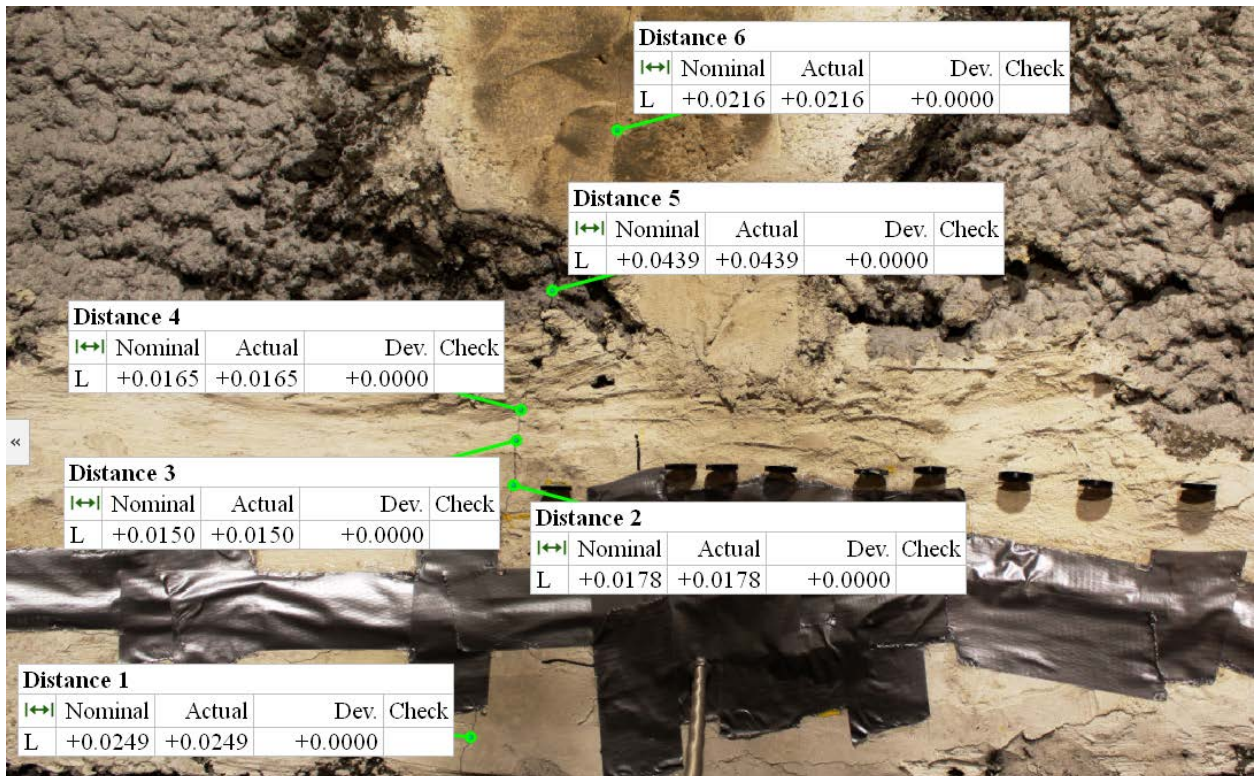 Distance 6
Nominal Actual Dev. Check
L +0.0216 +0.0216 +0.0000
Distance 5
Nominal Actual Dev. Check
L +0.0439 +0.0439 +0.0000
Distance 4
Nominal Actual Dev. Check
L +0.0165 +0.0165 +0.0000
«
Distance 3
Nominal Actual Dev. Check
L +0.0150 +0.0150 +0.0000
Distance 2
Nominal Actual Dev. Check
L +0.0178 +0.0178 +0.0000
Distance 1
Nominal Actual Dev. Check
L +0.0249 +0.0249 +0.0000